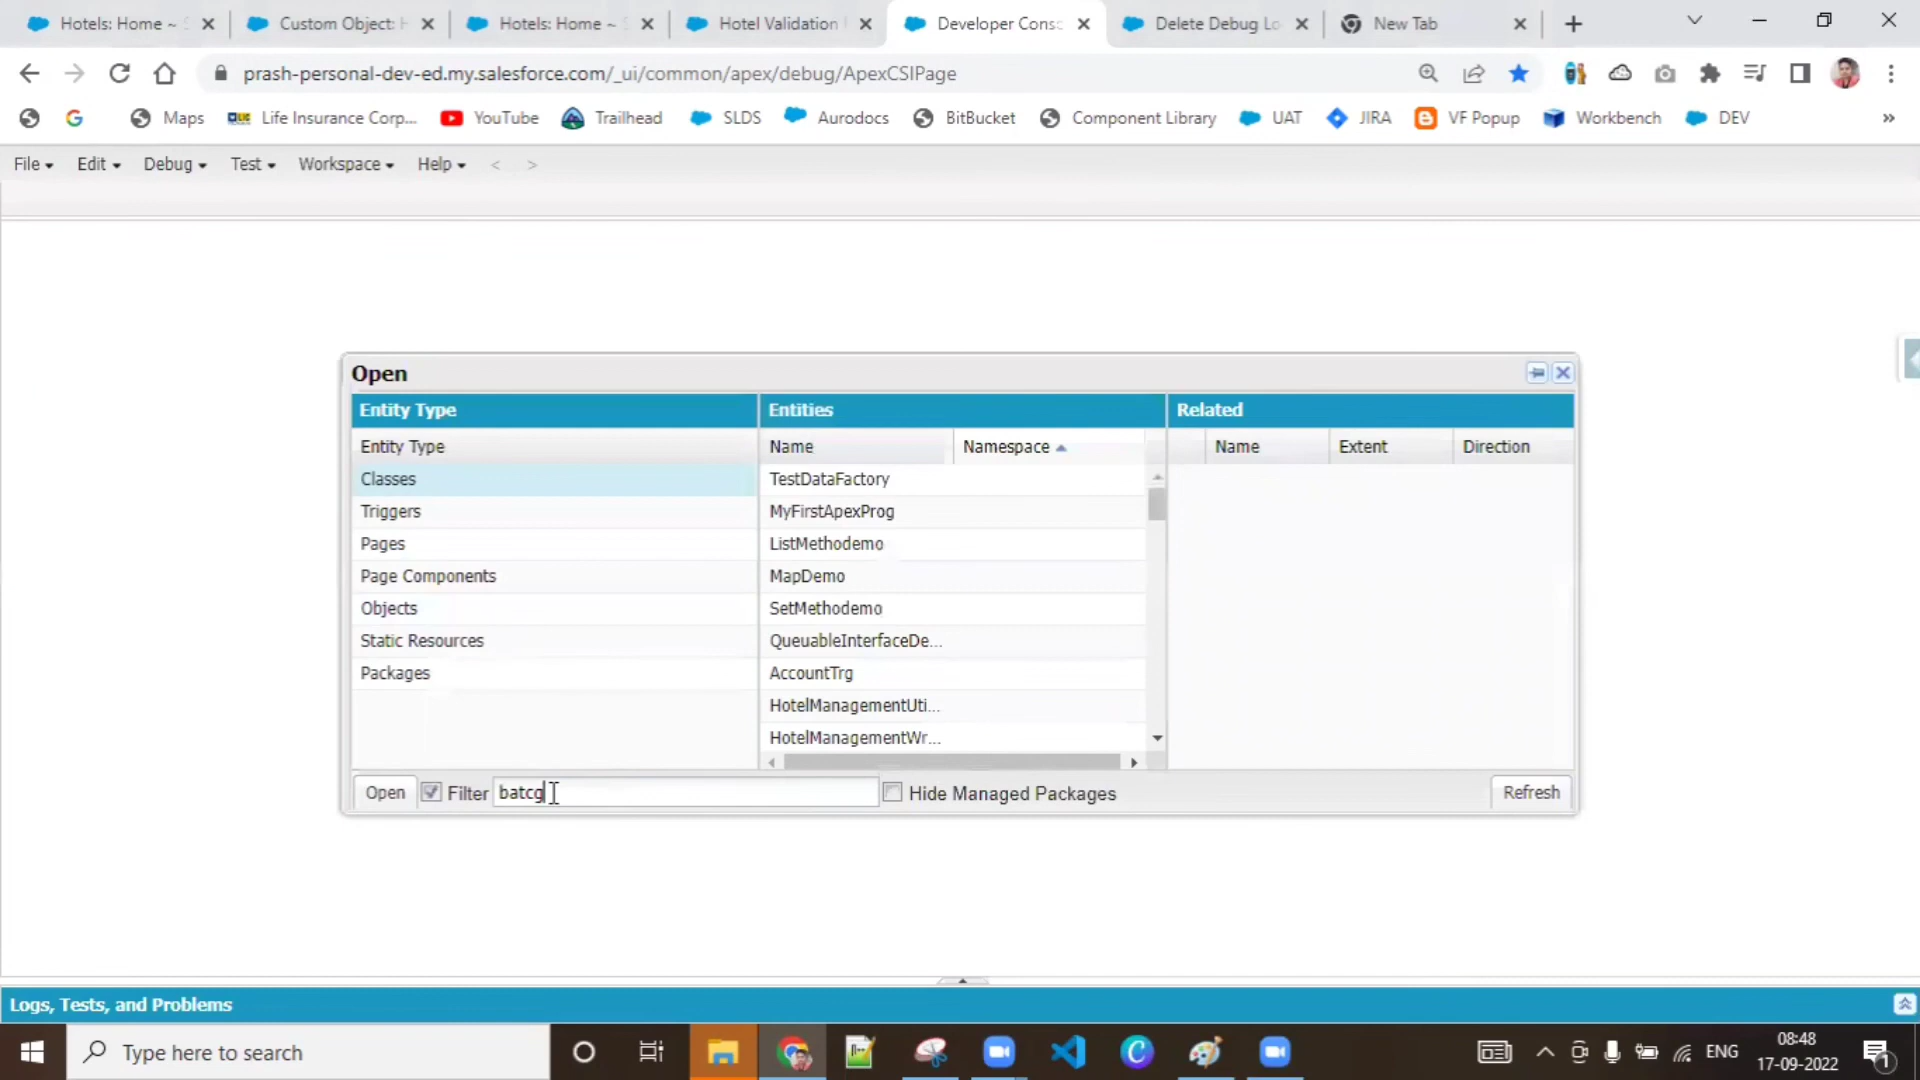 Hotels: Home ~ S
Custom Object: H
Hotels: Home ~ S
Hotel Validation
Developer Conso
Delete Debug Lo
New Tab
prash-personal-dev-ed.my.salesforce.com/_ui/common/apex/debug/ApexCSIPage
Maps
LIC
Life Insurance Corp...
YouTube
Trailhead
SLDS
Aurodocs
BitBucket
Component Library
UAT
JIRA
VF Popup
Workbench
DEV
»
File Edit Debug Test Workspace Help < >
Open
Entity Type Entities Related
Entity Type Name Namespace Name Extent Direction
Classes TestDataFactory
Triggers MyFirstApexProg
Pages ListMethodemo
Page Components MapDemo
Objects SetMethodemo
Static Resources QueuableInterfaceDe...
Packages AccountTrg
HotelManagementUti...
HotelManagementWr...
Open Filter batcg Hide Managed Packages Refresh
Logs, Tests, and Problems
Type here to search
ENG
08:48
17-09-2022
1